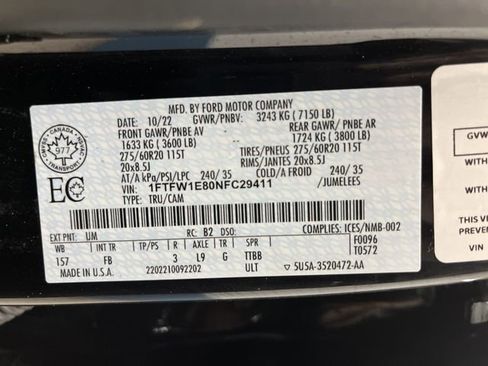 MFD. BY FORD MOTOR COMPANY
DATE: 10/22 GVWR/PNBV: 3243 KG ( 7150 LB)
FRONT GAWR/PNBE AV REAR GAWR / PNBE AR
1633 KG ( 3600 LB) 1724 KG ( 3800 LB)
275/60R20 115T TIRES/PNEUS 275/60R20 115T
20x8.5J RIMS/JANTES 20x8.5J
AT/A kPa/PSI/LPC 240/ 35 COLD/A FROID 240/ 35
VIN: 1FTFW1E80NFC29411 /JUMELEES
TYPE: TRU/CAM
CANADA
977
EC
EXT PNT: UM RC: B2 DSO: COMPLIES: ICES/NMB-002
WB INT TR TP/PS R AXLE TR SPR F0096
157 FB 3 L9 G TTBB T0572
MADE IN U.S.A. 2202210092202 ULT 5U5A-3520472-AA
GVW
WITH
WITH
THIS V
PREVEN
VIN